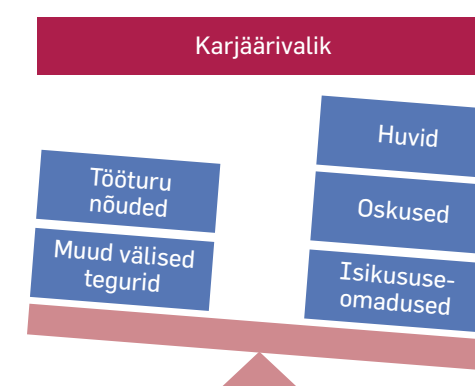 Karjäärivalik
Tööturu
nõuded
Muud välised
tegurid
Huvid
Oskused
Isikususe-
omadused